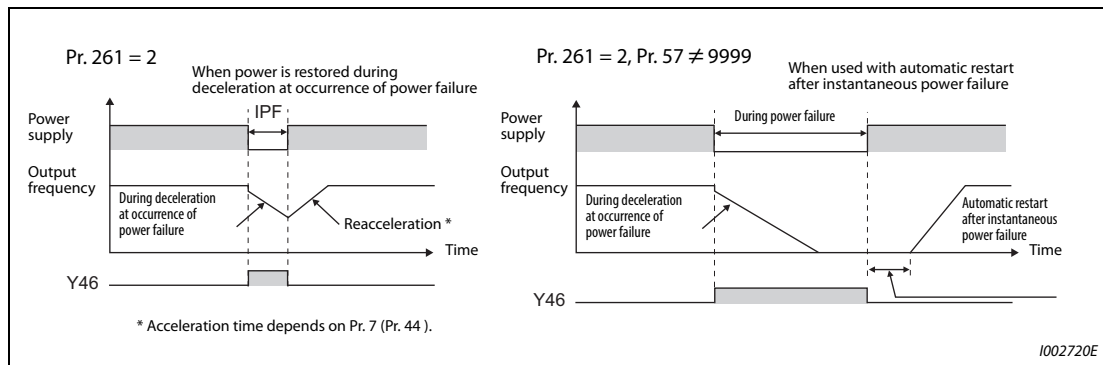 Pr. 261 = 2
When power is restored during
deceleration at occurrence of power failure
IPF
Power
supply
Output
frequency
During deceleration
at occurrence of
power failure
Reacceleration *
Time
Y46
* Acceleration time depends on Pr. 7 (Pr. 44 ).
Pr. 261 = 2, Pr. 57 ≠ 9999
When used with automatic restart
after instantaneous power failure
During power failure
Power
supply
Output
frequency
During deceleration
at occurrence of
power failure
Automatic restart
after instantaneous
power failure
Time
Y46
I002720E